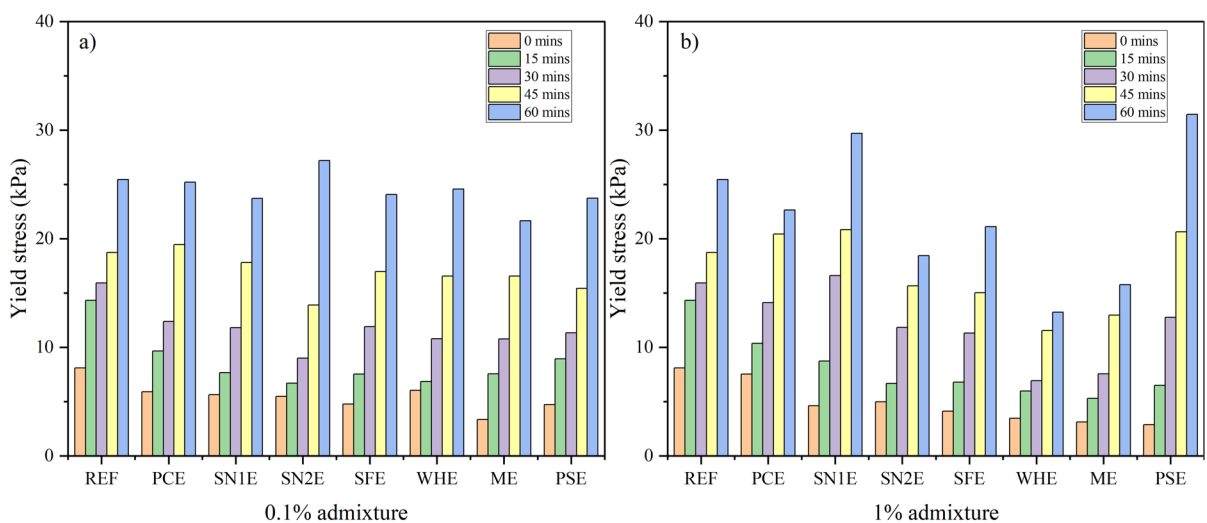 a)
0 mins
15 mins
30 mins
45 mins
60 mins
Yield stress (kPa)
40
30
20
10
0
REF PCE SN1E SN2E SFE WHE ME PSE
0.1% admixture
b)
0 mins
15 mins
30 mins
45 mins
60 mins
Yield stress (kPa)
40
30
20
10
0
REF PCE SN1E SN2E SFE WHE ME PSE
1% admixture